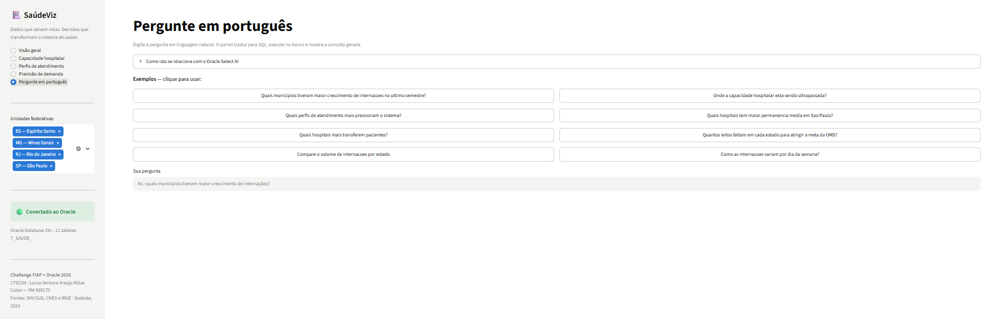 SaúdeViz
Dados que salvam vidas. Decisões que
transformam o sistema de saúde.
Visão geral
Capacidade hospitalar
Perfis de atendimento
Previsão de demanda
Pergunte em português
Unidades federativas
ES — Espírito Santo ×
MG — Minas Gerais ×
RJ — Rio de Janeiro ×
SP — São Paulo ×
Conectado ao Oracle
Oracle Database 19c - 11 tabelas
T_SAUDE_
Challenge FIAP × Oracle 2026
1TSCOA · Lucas Ventura Araujo Ribas
Colen — RM 569173
Fontes: SIH/SUS, CNES e IBGE · Sudeste,
2024
Pergunte em português
Digite a pergunta em linguagem natural. O painel traduz para SQL, executa no banco e mostra a consulta gerada.
Como isto se relaciona com o Oracle Select AI
Exemplos — clique para usar:
Quais municipios tiveram maior crescimento de internacoes no ultimo semestre?
Onde a capacidade hospitalar esta sendo ultrapassada?
Quais perfis de atendimento mais pressionam o sistema?
Quais hospitais tem maior permanencia media em Sao Paulo?
Quais hospitais mais transferem pacientes?
Quantos leitos faltam em cada estado para atingir a meta da OMS?
Compare o volume de internacoes por estado
Como as internacoes variam por dia da semana?
Sua pergunta
Ex.: quais municípios tiveram maior crescimento de internações?